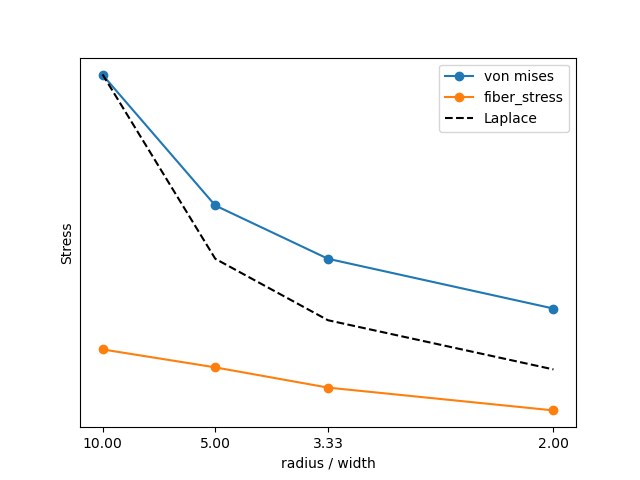 von mises
fiber_stress
Laplace
Stress
10.00 5.00 3.33 2.00
radius / width